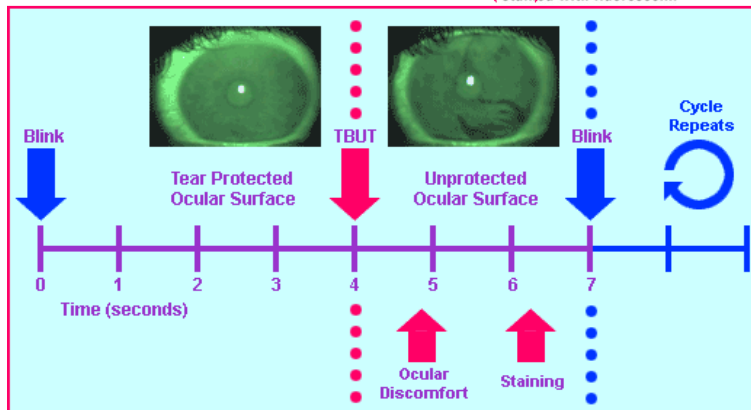 Blink
TBUT
Blink
Cycle
Repeats
Tear Protected
Ocular Surface
Unprotected
Ocular Surface
0 1 2 3 4 5 6 7
Time (seconds)
Ocular
Discomfort
Staining